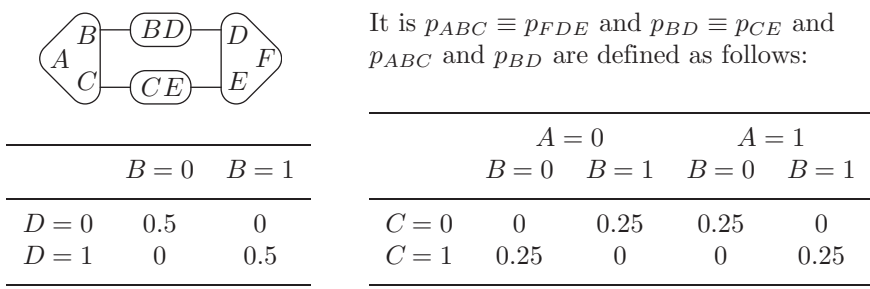 B BD D
A F
C CE E
It is p_{ABC} ≡ p_{FDE} and p_{BD} ≡ p_{CE} and
p_{ABC} and p_{BD} are defined as follows:
B = 0 B = 1
D = 0 0.5 0
D = 1 0 0.5
A = 0 A = 1
B = 0 B = 1 B = 0 B = 1
C = 0 0 0.25 0.25 0
C = 1 0.25 0 0 0.25